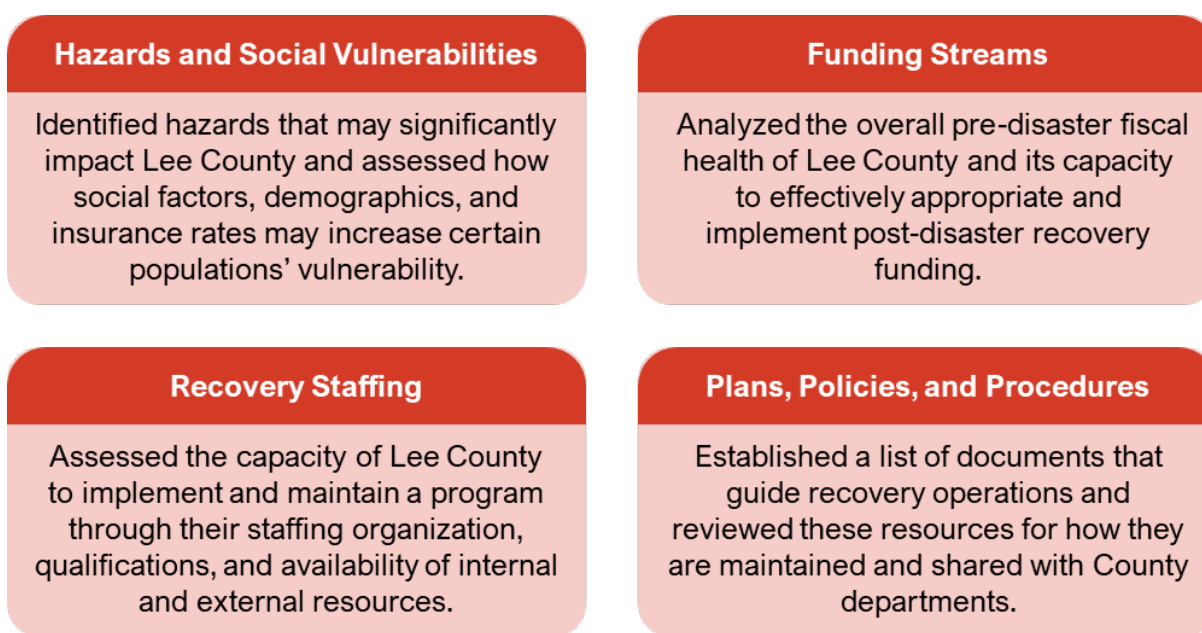 Hazards and Social Vulnerabilities
Identified hazards that may significantly
impact Lee County and assessed how
social factors, demographics, and
insurance rates may increase certain
populations’ vulnerability.
Funding Streams
Analyzed the overall pre-disaster fiscal
health of Lee County and its capacity
to effectively appropriate and
implement post-disaster recovery
funding.
Recovery Staffing
Assessed the capacity of Lee County
to implement and maintain a program
through their staffing organization,
qualifications, and availability of internal
and external resources.
Plans, Policies, and Procedures
Established a list of documents that
guide recovery operations and
reviewed these resources for how they
are maintained and shared with County
departments.